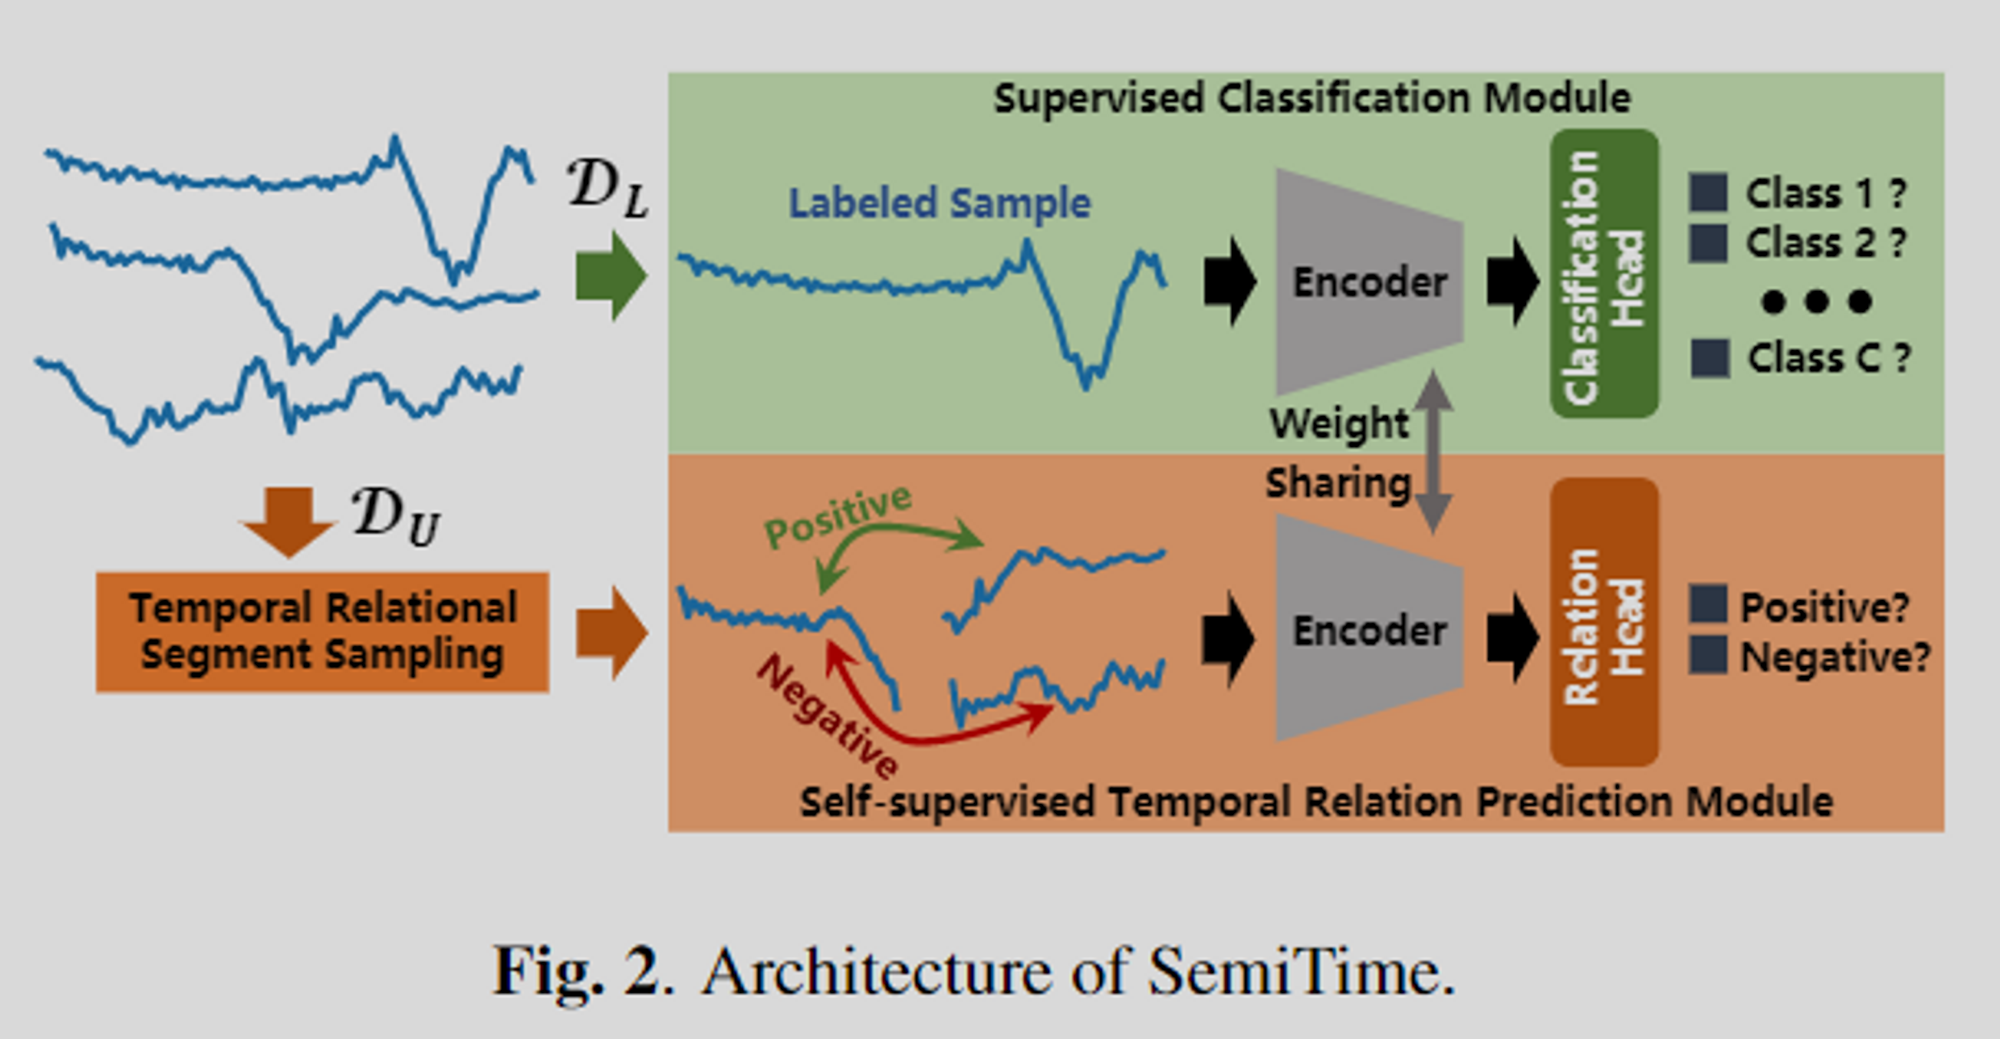 Supervised Classification Module
𝒟L
Labeled Sample
Encoder
Classification
Head
Class 1 ?
Class 2 ?
● ● ●
Class C ?
Weight
Sharing
𝒟U
Temporal Relational
Segment Sampling
Positive
Negative
Encoder
Relation
Head
Positive?
Negative?
Self-supervised Temporal Relation Prediction Module
Fig. 2. Architecture of SemiTime.